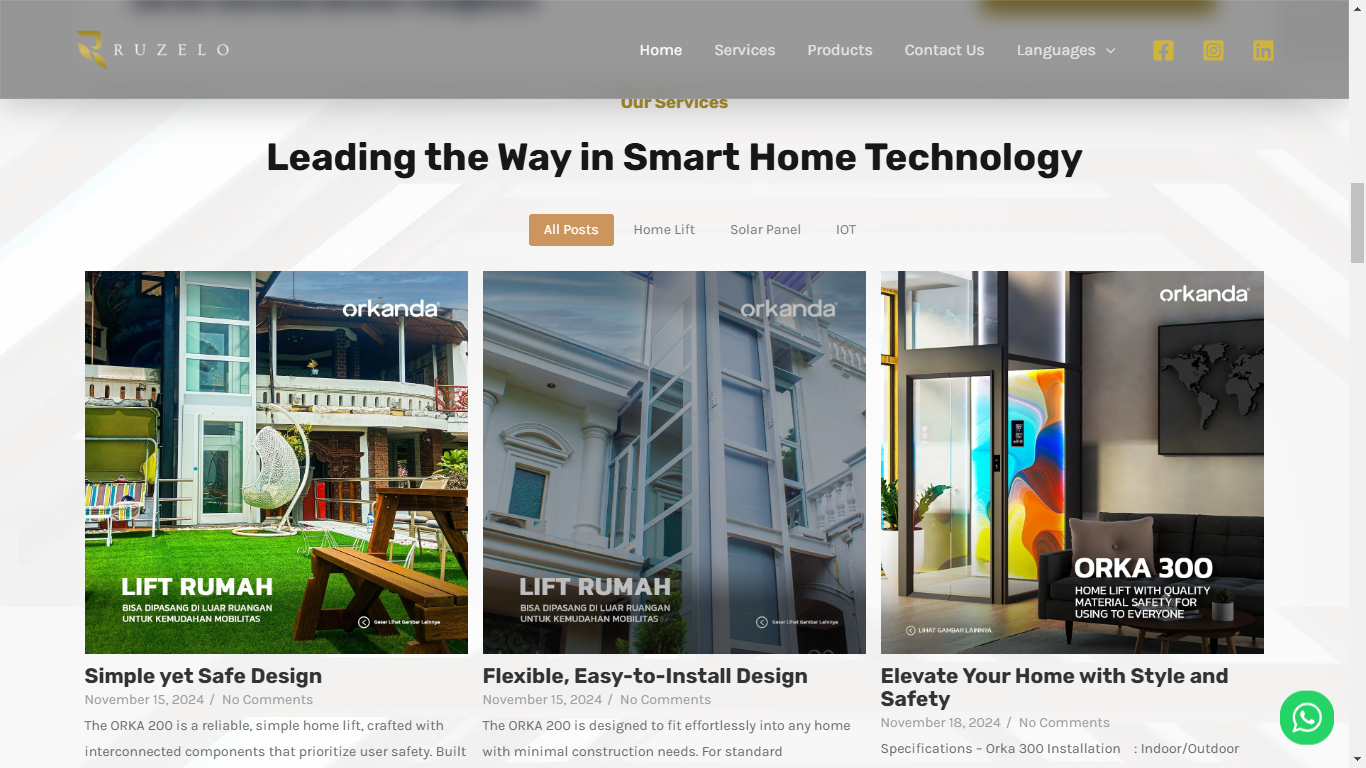 RUZELO
Home
Services
Products
Contact Us
Languages
Our Services
Leading the Way in Smart Home Technology
All Posts
Home Lift
Solar Panel
IOT
orkanda
LIFT RUMAH
BISA DIPASANG DI LUAR RUANGAN
UNTUK KEMUDAHAN MOBILITAS
Geser Lihat Gambar Lainnya
Simple yet Safe Design
November 15, 2024 / No Comments
The ORKA 200 is a reliable, simple home lift, crafted with
interconnected components that prioritize user safety. Built
orkanda
LIFT RUMAH
BISA DIPASANG DI LUAR RUANGAN
UNTUK KEMUDAHAN MOBILITAS
Geser Lihat Gambar Lainnya
Flexible, Easy-to-Install Design
November 15, 2024 / No Comments
The ORKA 200 is designed to fit effortlessly into any home
with minimal construction needs. For standard
orkanda
ORKA 300
HOME LIFT WITH QUALITY
MATERIAL SAFETY FOR
USING TO EVERYONE
LIHAT GAMBAR LAINNYA
Elevate Your Home with Style and
Safety
November 18, 2024 / No Comments
Specifications – Orka 300 Installation : Indoor/Outdoor